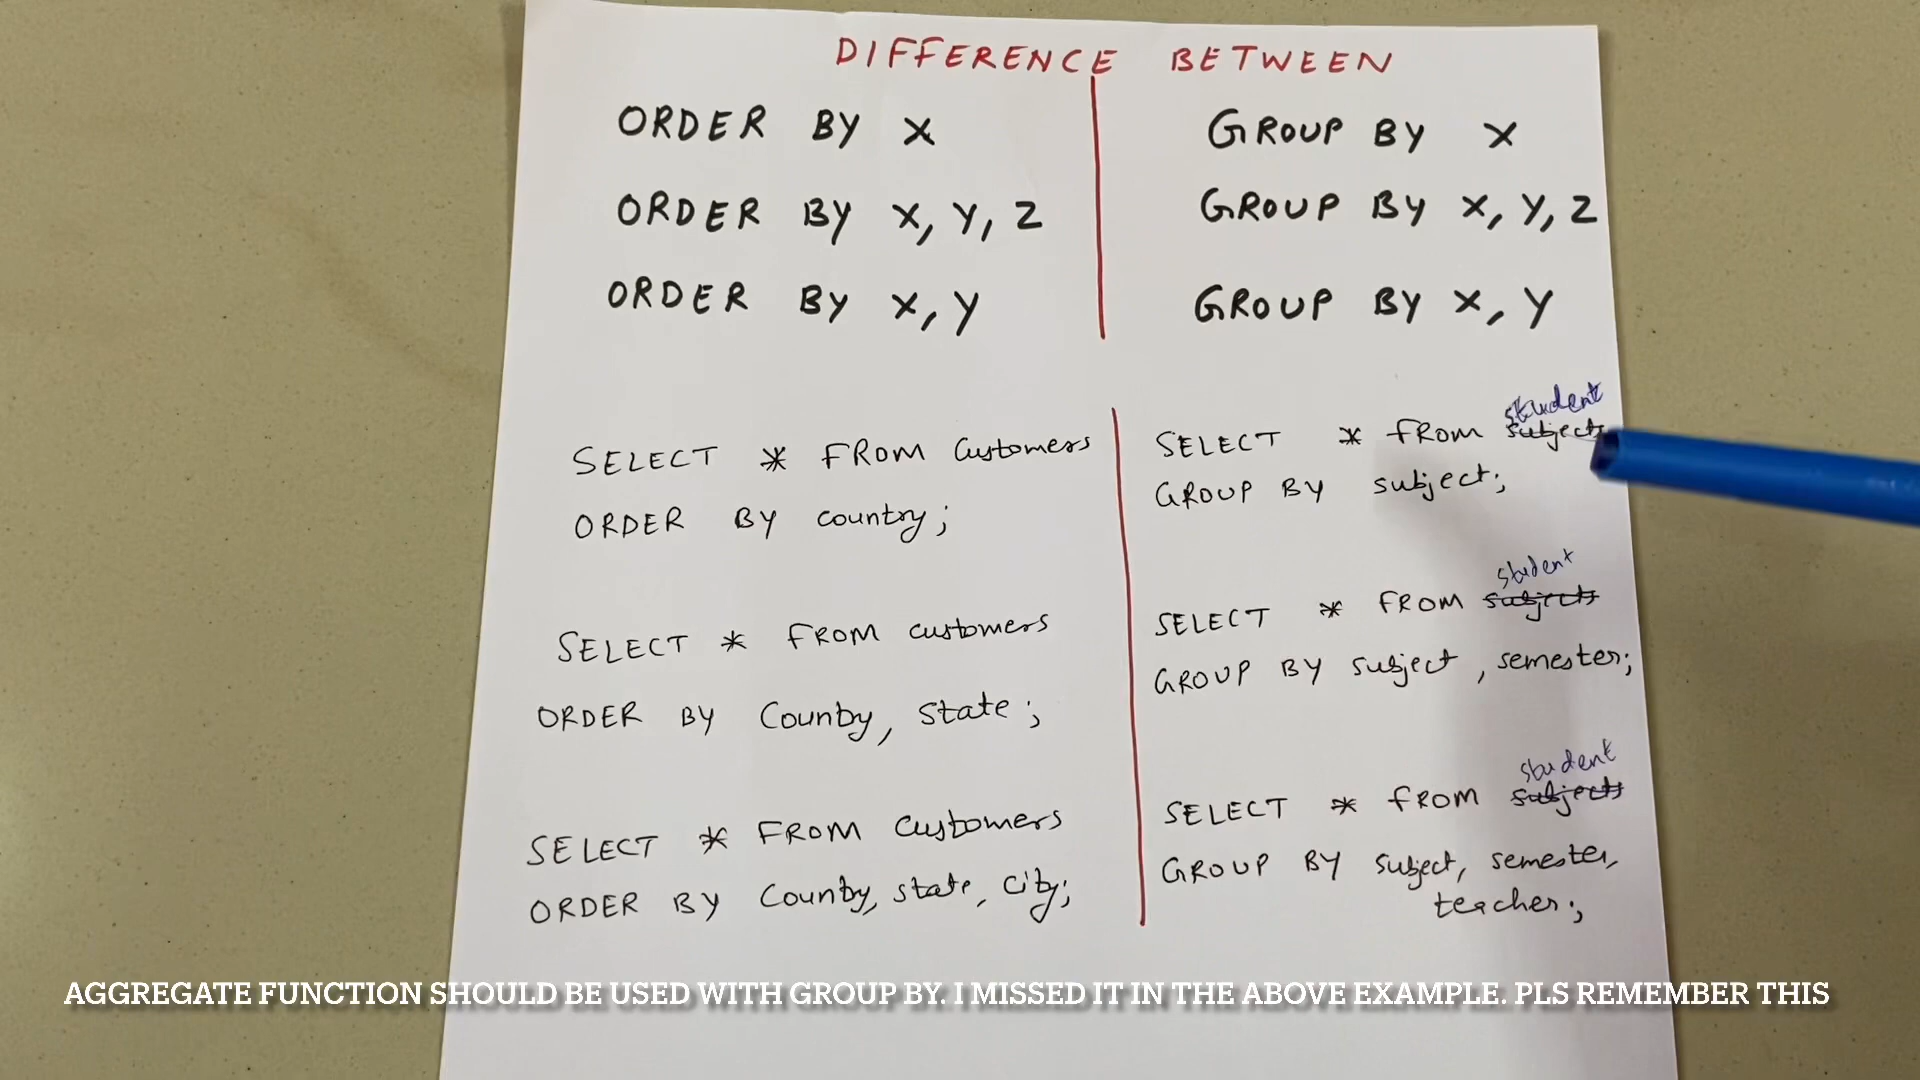 DIFFERENCE BETWEEN
ORDER BY X
ORDER BY X, Y, Z
ORDER BY X, Y
GROUP BY X
GROUP BY X, Y, Z
GROUP BY X, Y
SELECT * FROM Customers
ORDER BY country;
SELECT * FROM customers
ORDER BY Country, state;
SELECT * FROM customers
ORDER BY Country, state, city;
student
SELECT * FROM subjects
GROUP BY subject;
student
SELECT * FROM subjects
GROUP BY subject, semester;
student
SELECT * FROM subjects
GROUP BY subject, semester,
teacher;
AGGREGATE FUNCTION SHOULD BE USED WITH GROUP BY. I MISSED IT IN THE ABOVE EXAMPLE. PLS REMEMBER THIS